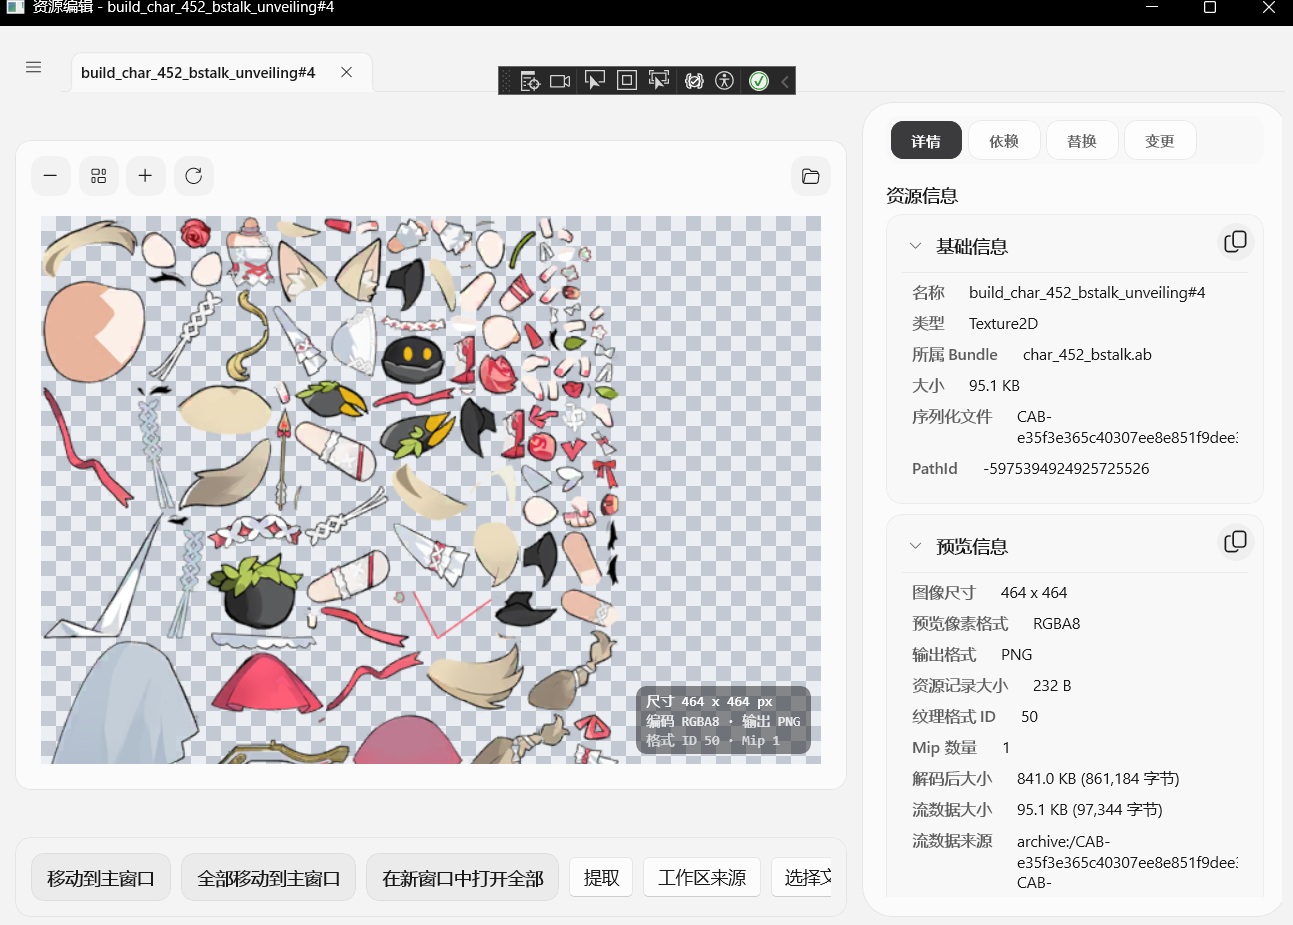 资源编辑 - build_char_452_bstalk_unveiling#4
build_char_452_bstalk_unveiling#4
详情
依赖
替换
变更
资源信息
基础信息
名称 build_char_452_bstalk_unveiling#4
类型 Texture2D
所属 Bundle char_452_bstalk.ab
大小 95.1 KB
序列化文件 CAB-
e35f3e365c40307ee8e851f9dee3
PathId -5975394924925725526
预览信息
图像尺寸 464 x 464
预览像素格式 RGBA8
输出格式 PNG
资源记录大小 232 B
纹理格式 ID 50
Mip 数量 1
解码后大小 841.0 KB (861,184 字节)
流数据大小 95.1 KB (97,344 字节)
流数据来源 archive:/CAB-
e35f3e365c40307ee8e851f9dee3
CAB-
尺寸 464 x 464 px
编码 RGBA8 · 输出 PNG
格式 ID 50 · Mip 1
移动到主窗口
全部移动到主窗口
在新窗口中打开全部
提取
工作区来源
选择文